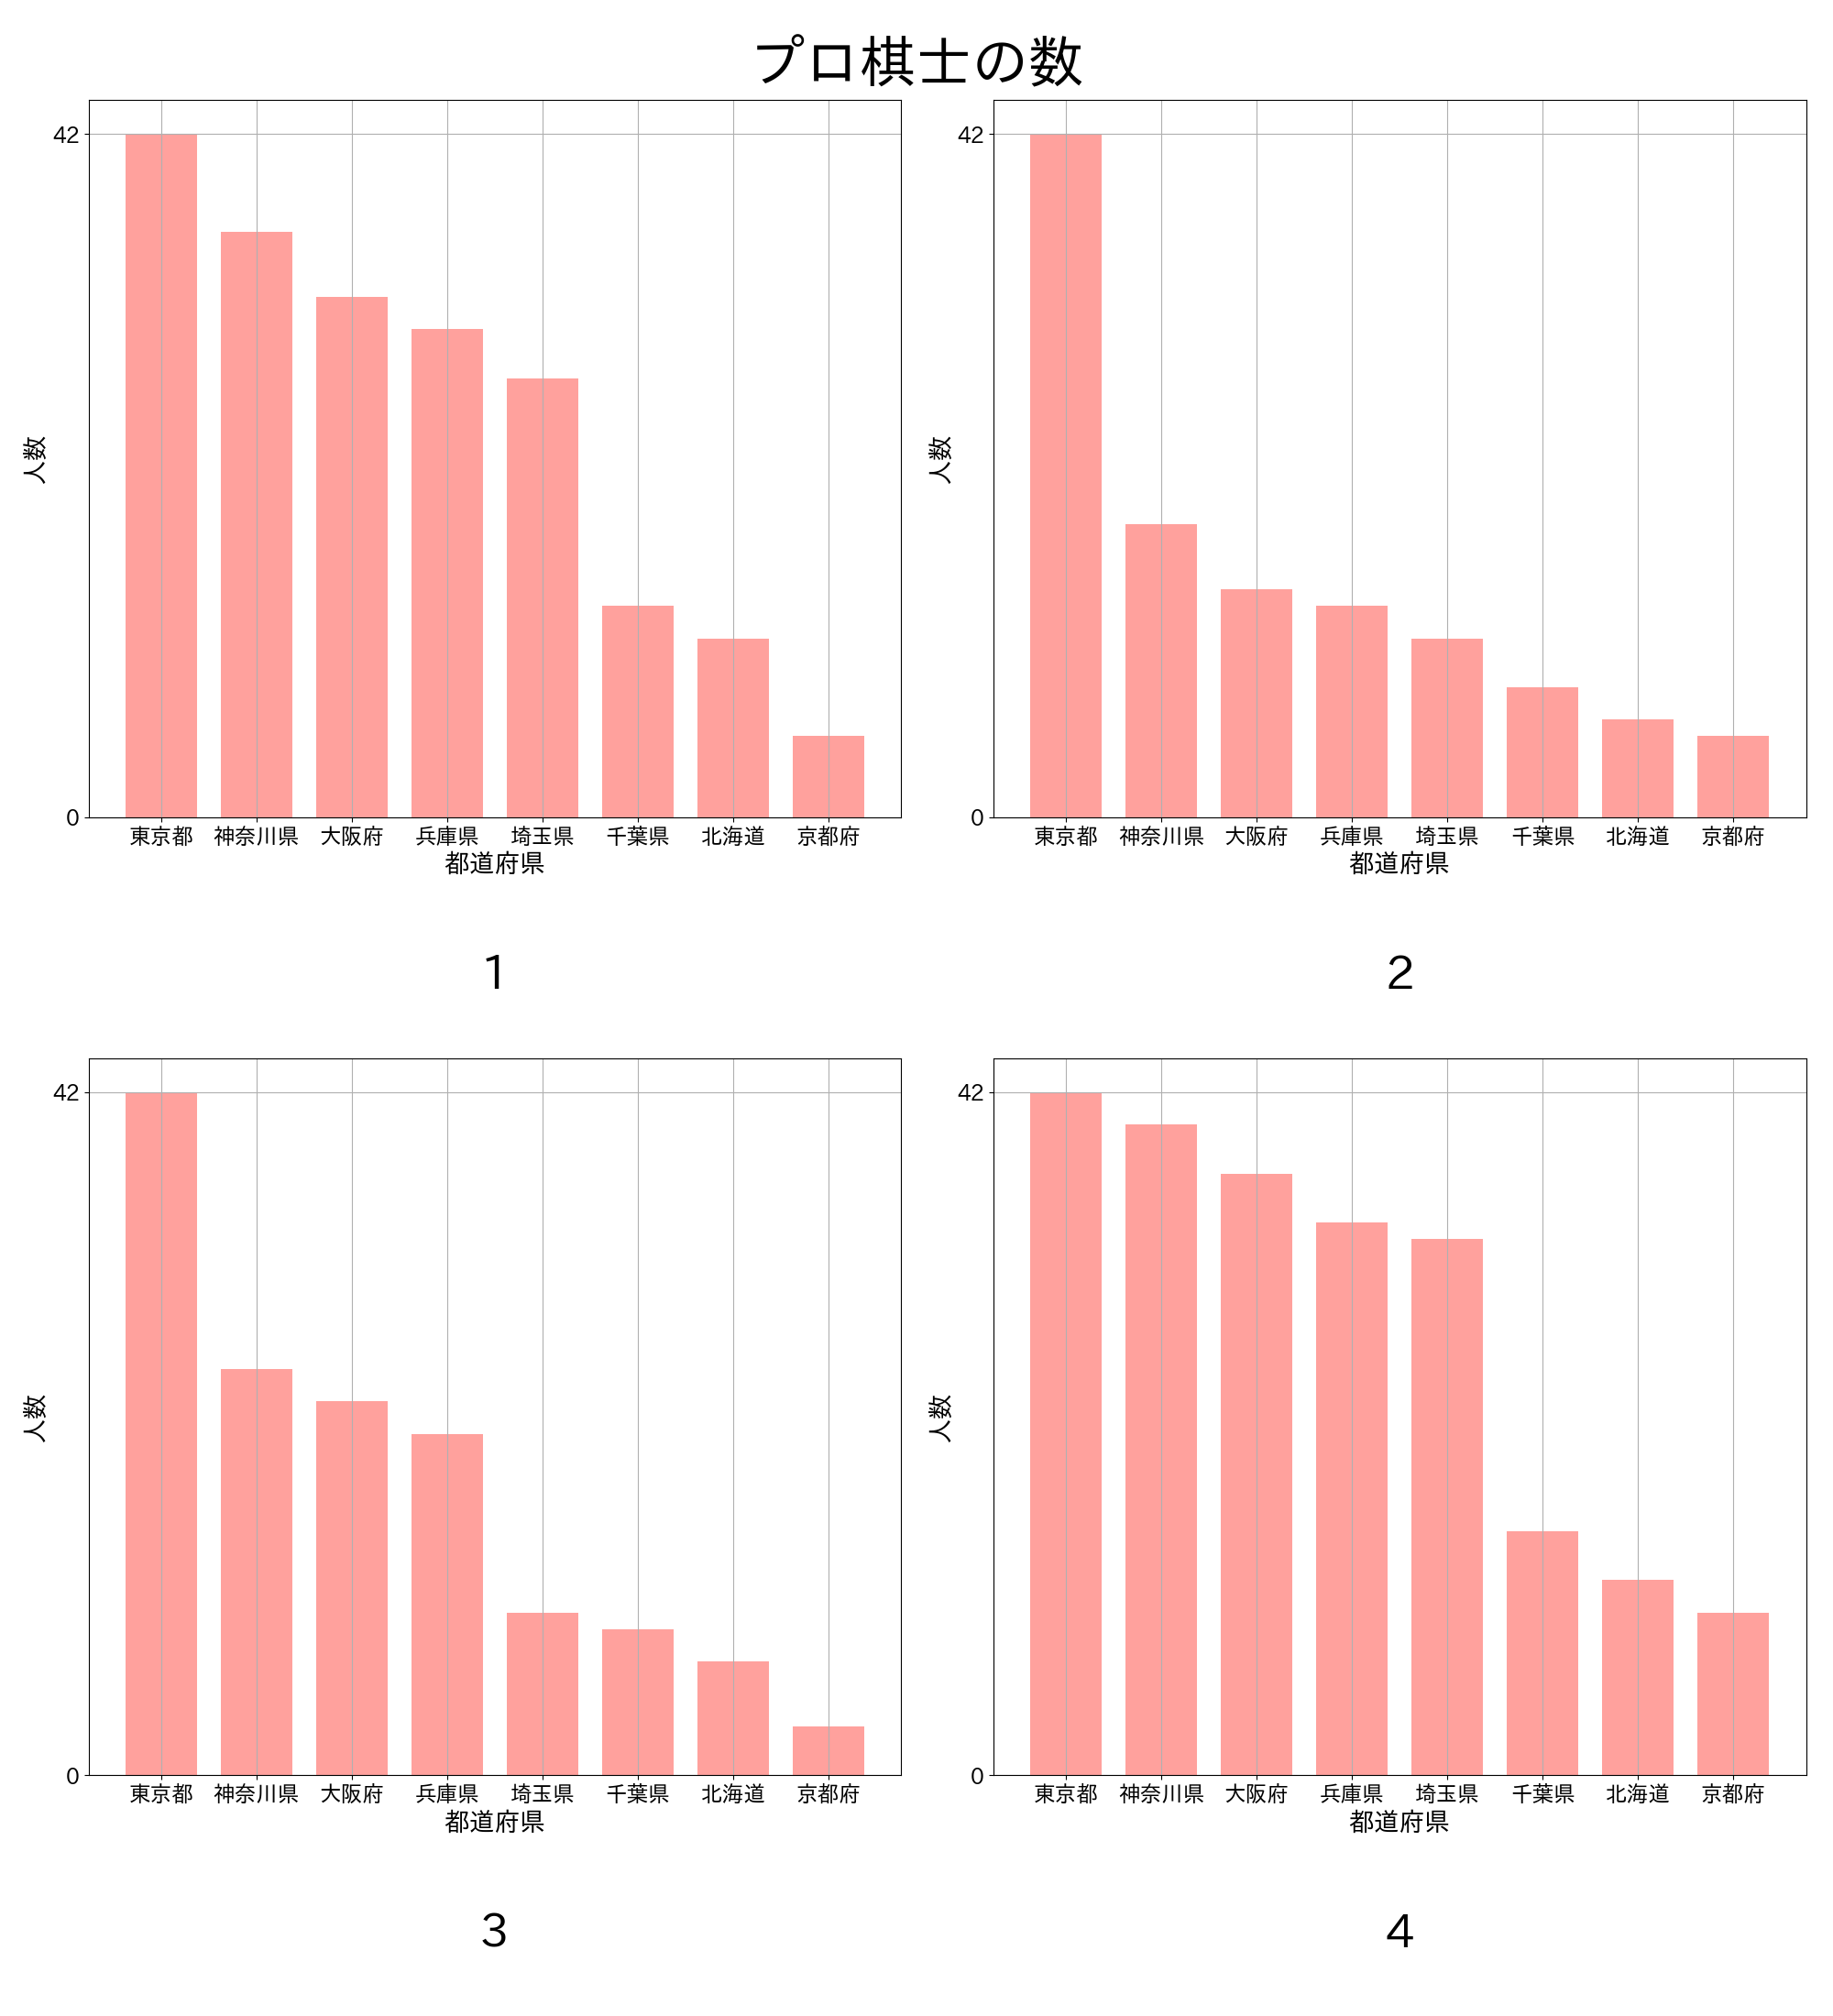 プロ棋士の数
42
0
人数
東京都 神奈川県 大阪府 兵庫県 埼玉県 千葉県 北海道 京都府
都道府県
1
42
0
人数
東京都 神奈川県 大阪府 兵庫県 埼玉県 千葉県 北海道 京都府
都道府県
2
42
0
人数
東京都 神奈川県 大阪府 兵庫県 埼玉県 千葉県 北海道 京都府
都道府県
3
42
0
人数
東京都 神奈川県 大阪府 兵庫県 埼玉県 千葉県 北海道 京都府
都道府県
4